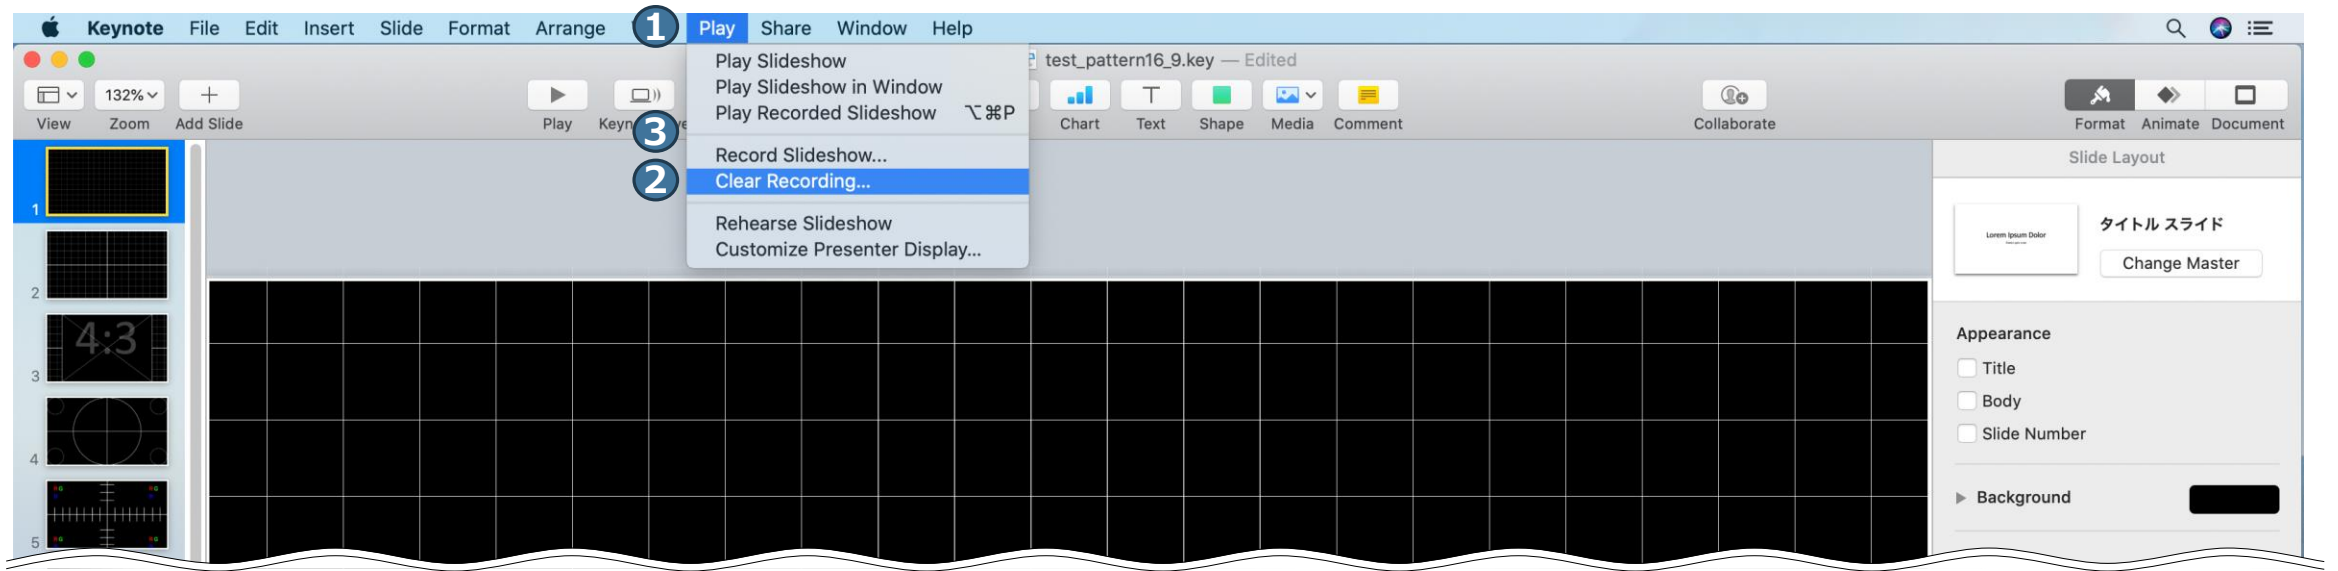 Keynote File Edit Insert Slide Format Arrange 1 Play Share Window Help
test_pattern16_9.key — Edited
Play Slideshow
Play Slideshow in Window
Play Recorded Slideshow ⌥⌘P
3
Record Slideshow...
2 Clear Recording...
Rehearse Slideshow
Customize Presenter Display...
132%
View Zoom Add Slide Play Keyn Chart Text Shape Media Comment Collaborate Format Animate Document
1
2
3
4:3
4
5
Slide Layout
Lorem Ipsum Dolor
タイトル スライド
Change Master
Appearance
Title
Body
Slide Number
Background